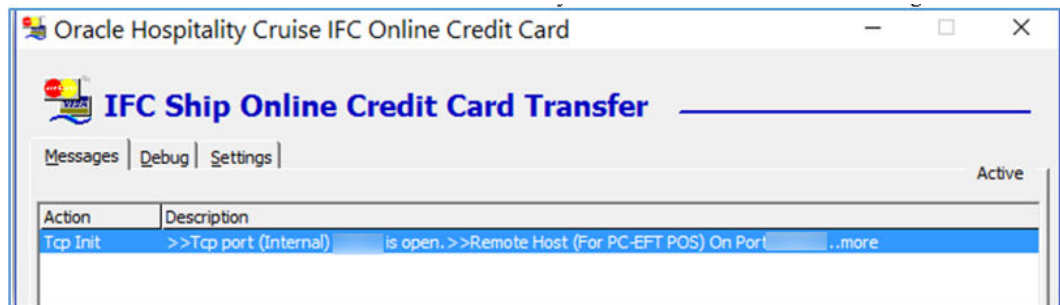 Oracle Hospitality Cruise IFC Online Credit Card
IFC Ship Online Credit Card Transfer
Messages Debug Settings
Active
Action Description
Tcp Init >>Tcp port (Internal) is open.>>Remote Host (For PC-EFT POS) On Port ..more